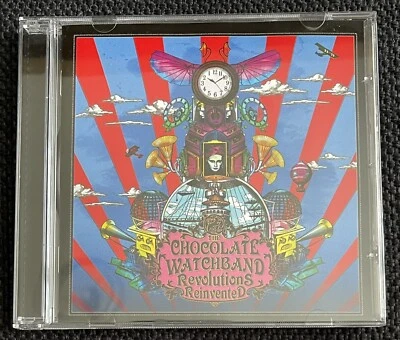 THE
CHOCOLATE
WATCHBAND
RevolutionS
ReinventeD